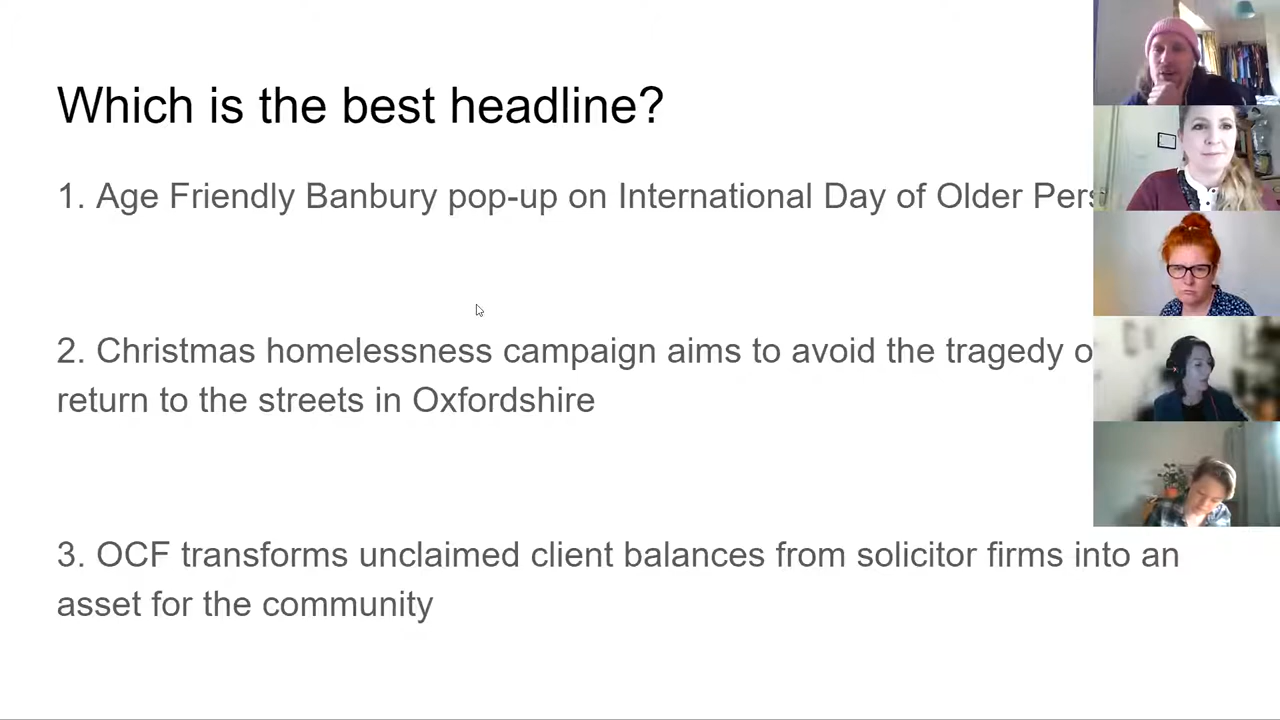 Which is the best headline?
1. Age Friendly Banbury pop-up on International Day of Older
2. Christmas homelessness campaign aims to avoid the tragedy
return to the streets in Oxfordshire
3. OCF transforms unclaimed client balances from solicitor firms into an
asset for the community